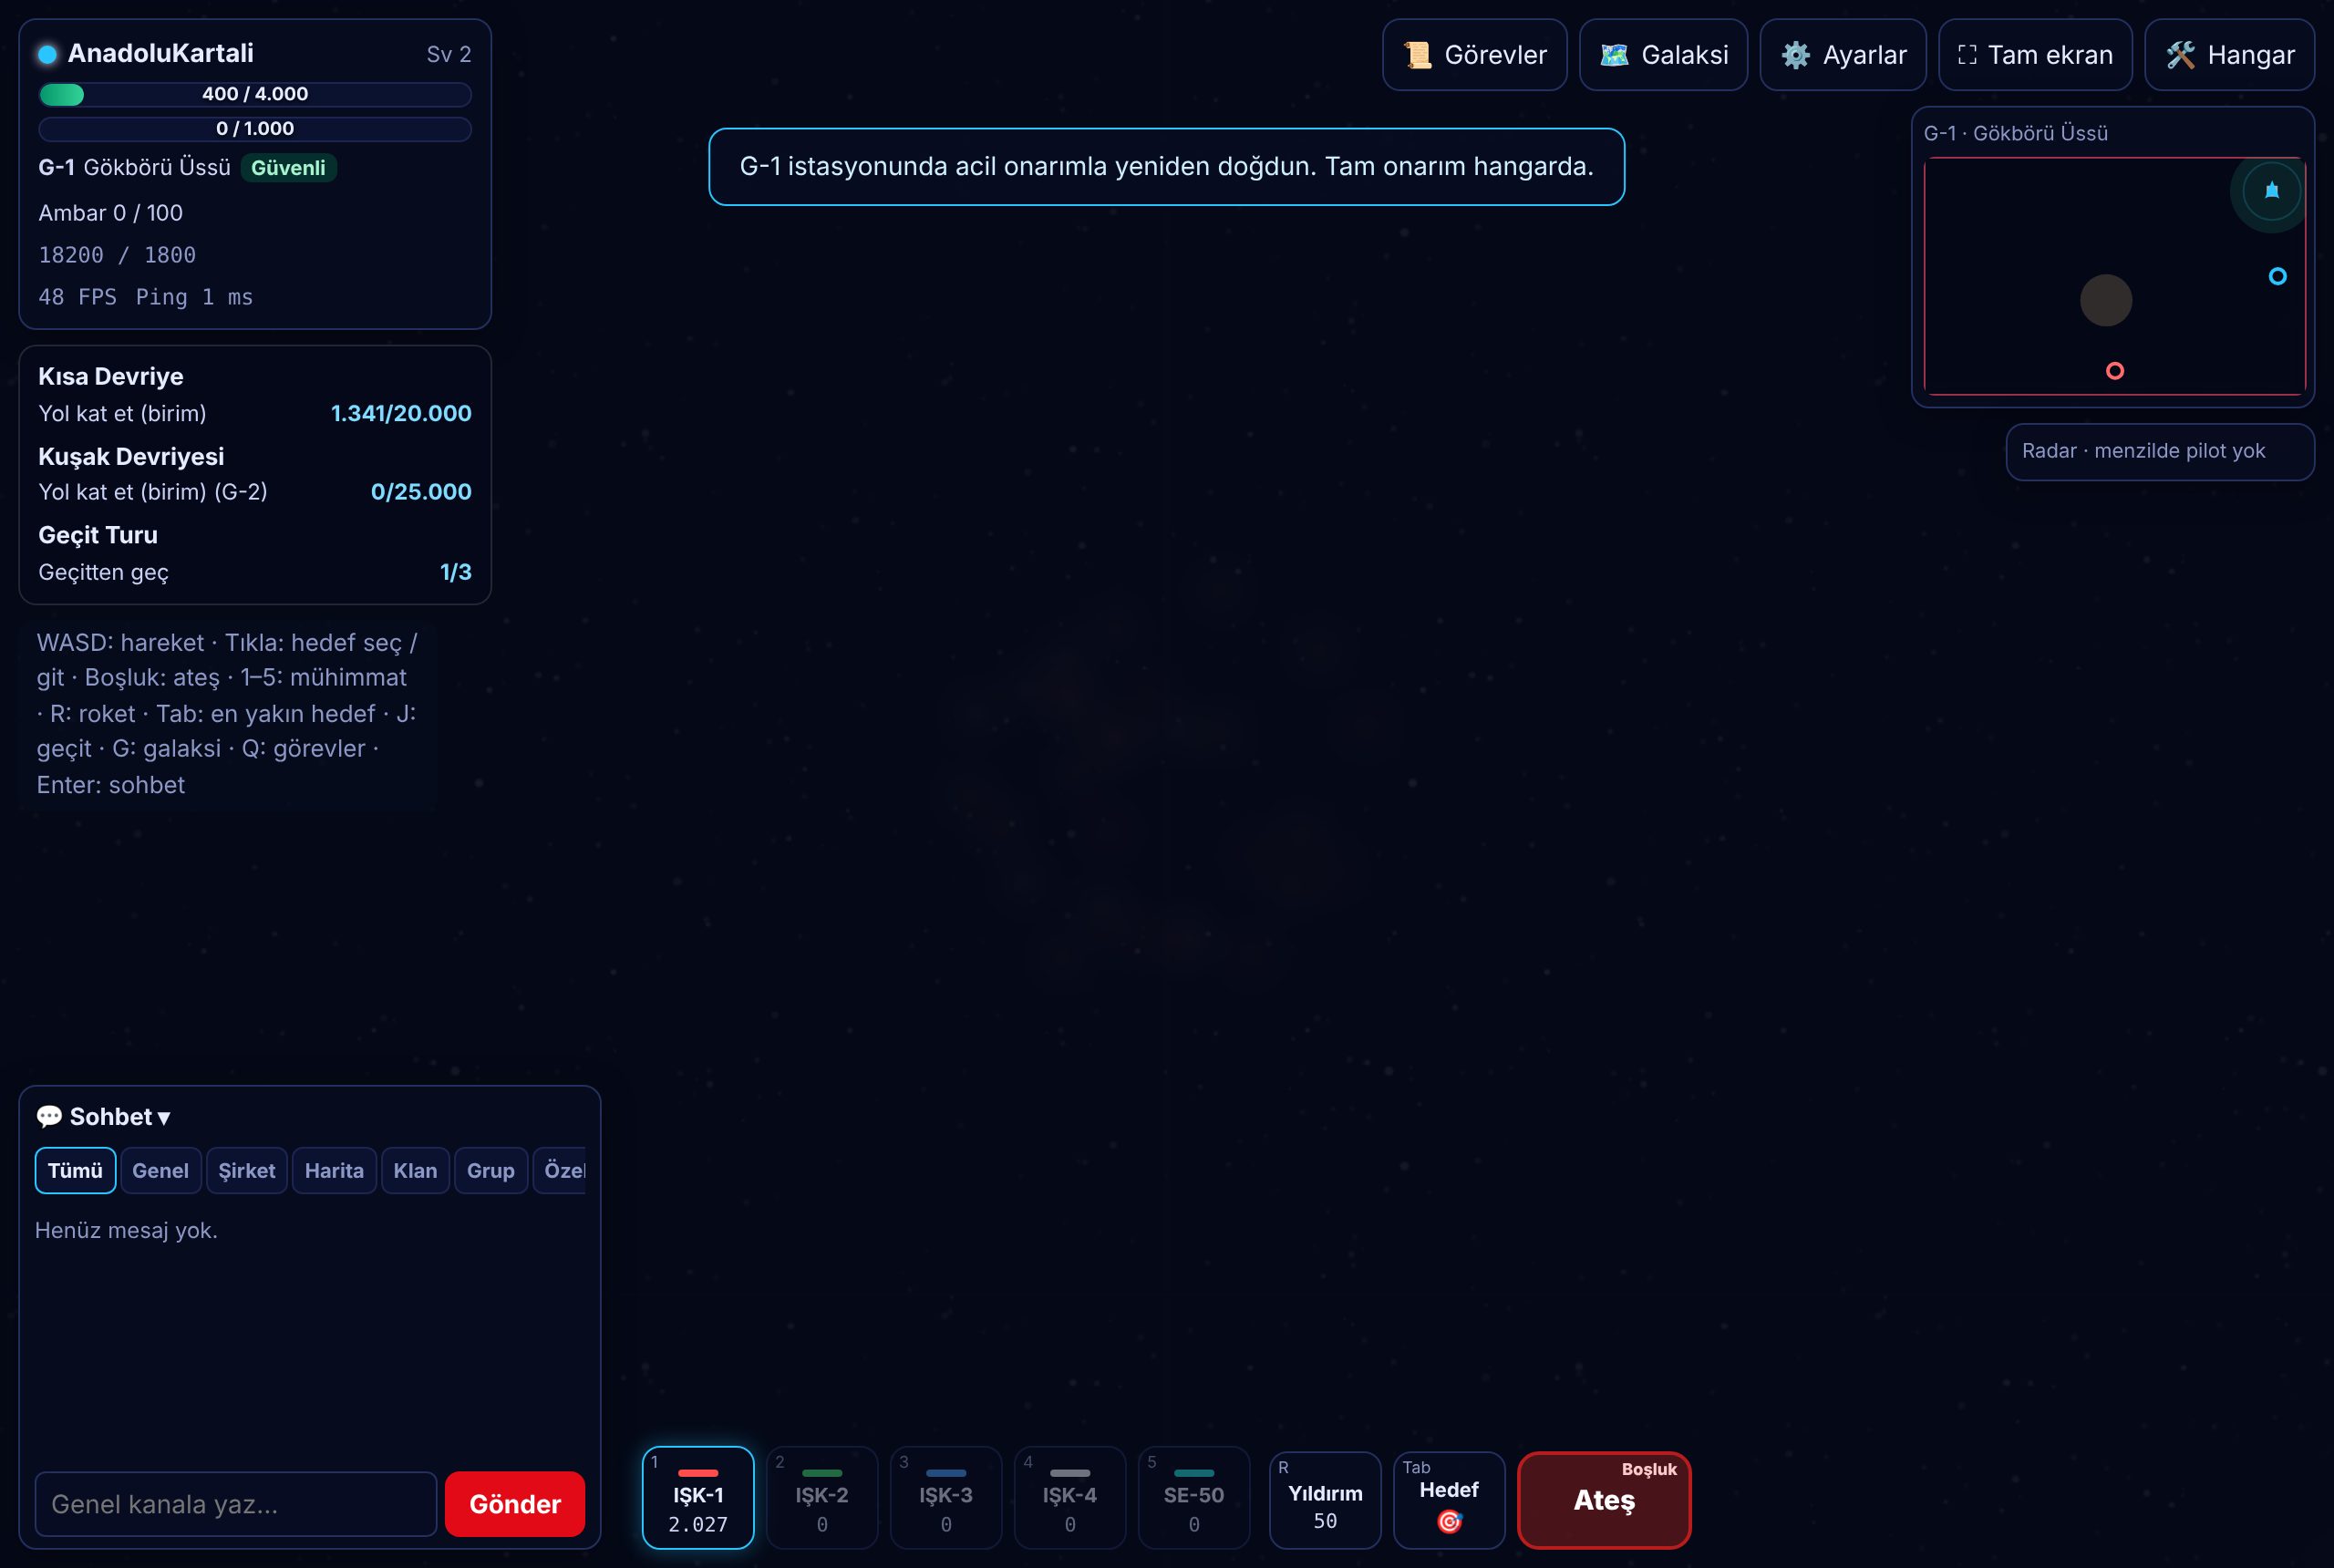 AnadoluKartali Sv 2
400 / 4.000
0 / 1.000
G-1 Gökbörü Üssü Güvenli
Ambar 0 / 100
18200 / 1800
48 FPS Ping 1 ms
Kısa Devriye
Yol kat et (birim) 1.341/20.000
Kuşak Devriyesi
Yol kat et (birim) (G-2) 0/25.000
Geçit Turu
Geçitten geç 1/3
WASD: hareket · Tıkla: hedef seç /
git · Boşluk: ateş · 1–5: mühimmat
· R: roket · Tab: en yakın hedef · J:
geçit · G: galaksi · Q: görevler ·
Enter: sohbet
G-1 istasyonunda acil onarımla yeniden doğdun. Tam onarım hangarda.
Görevler Galaksi Ayarlar Tam ekran Hangar
G-1 · Gökbörü Üssü
Radar · menzilde pilot yok
Sohbet ▾
Tümü Genel Şirket Harita Klan Grup Özel
Henüz mesaj yok.
Genel kanala yaz... Gönder
1 IŞK-1 2.027
2 IŞK-2 0
3 IŞK-3 0
4 IŞK-4 0
5 SE-50 0
R Yıldırım 50
Tab Hedef
Boşluk Ateş